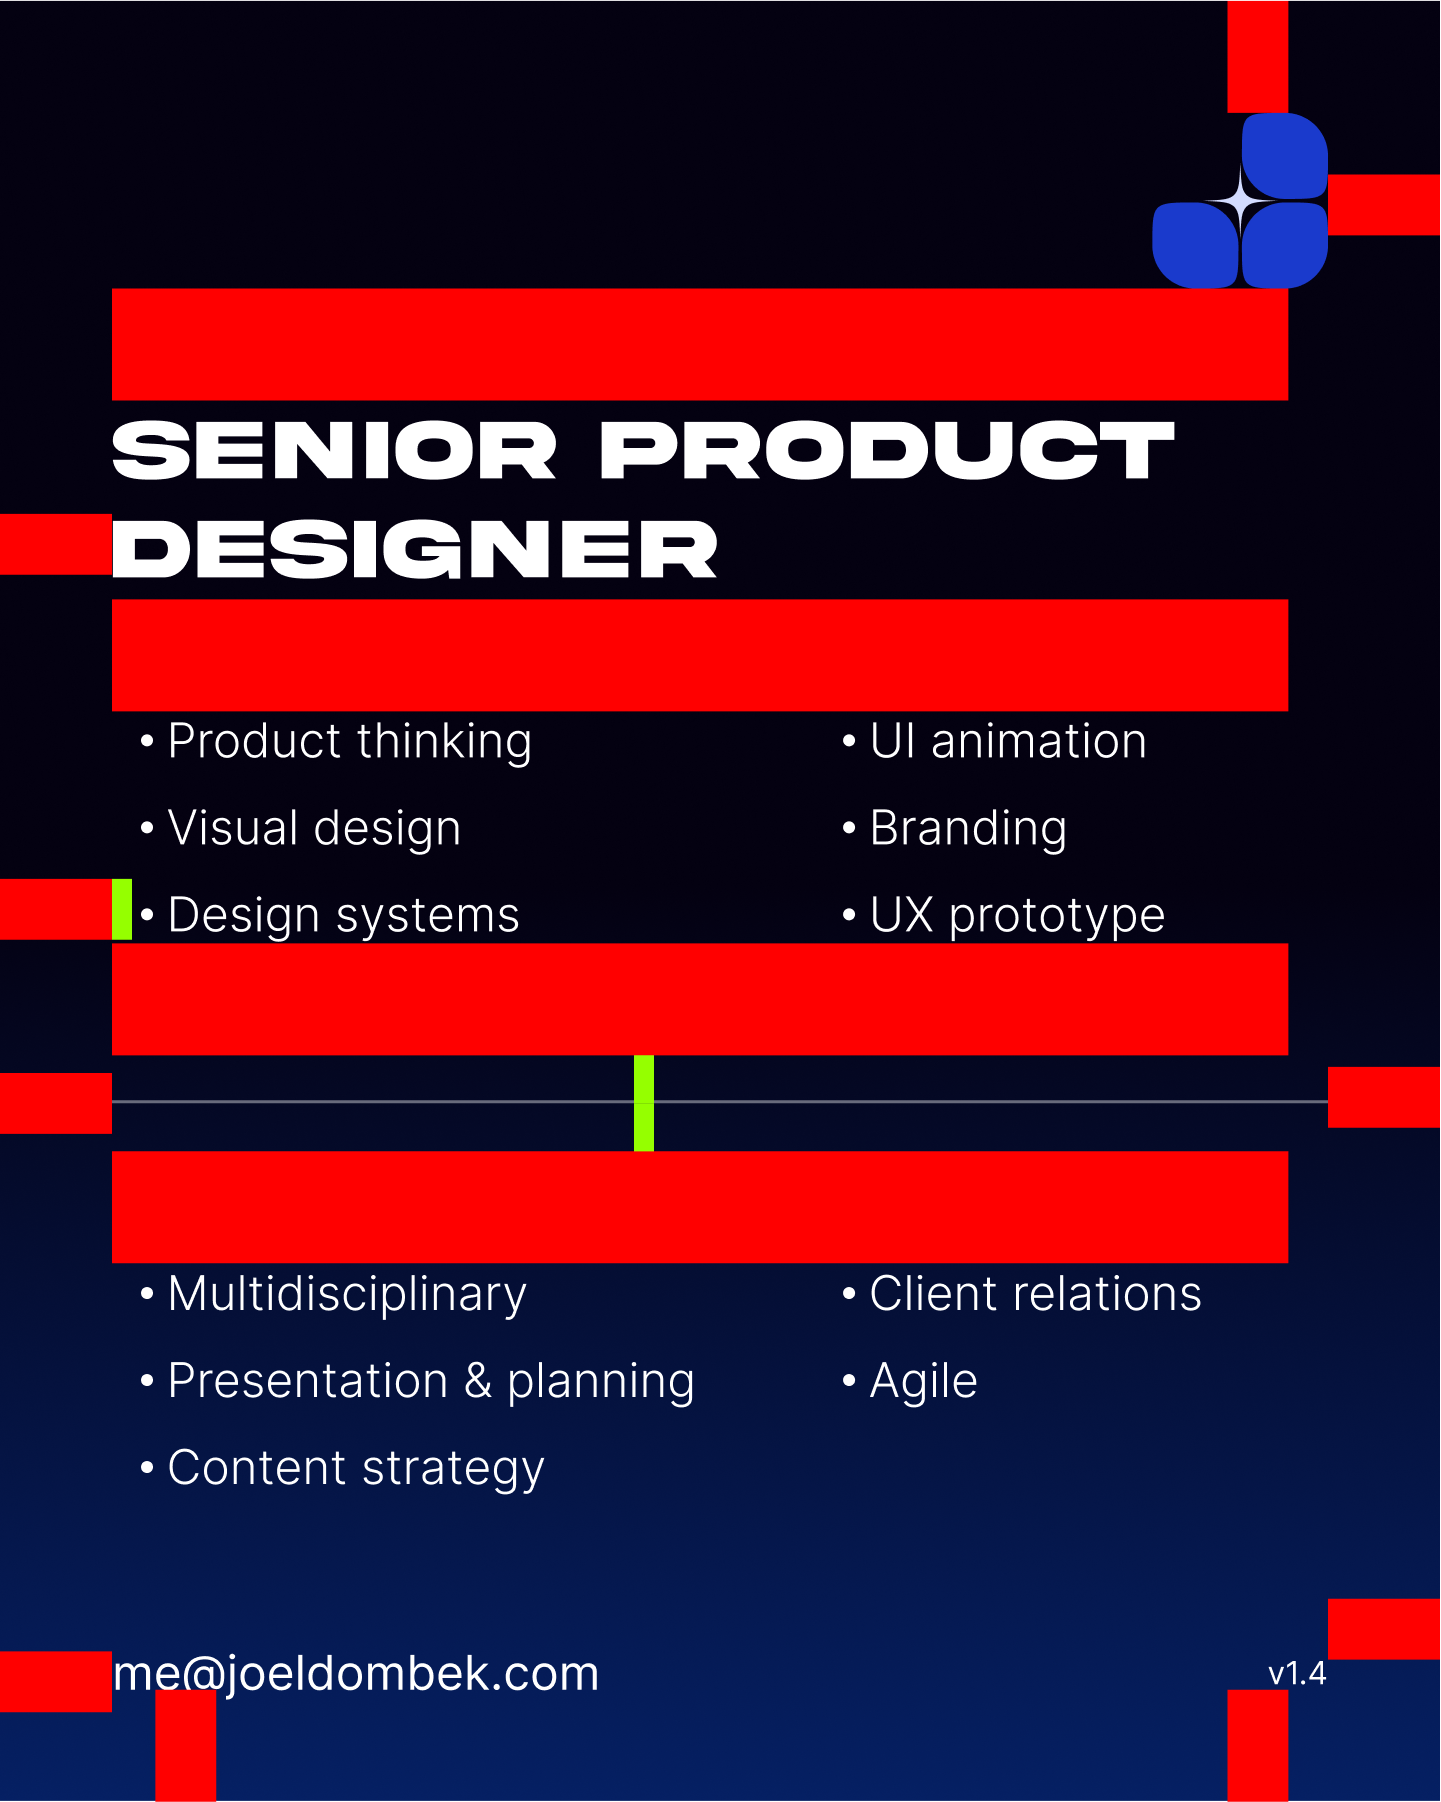 SENIOR PRODUCT
DESIGNER
• Product thinking
• Visual design
• Design systems
• UI animation
• Branding
• UX prototype
• Multidisciplinary
• Presentation & planning
• Content strategy
• Client relations
• Agile
me@joeldombek.com
v1.4